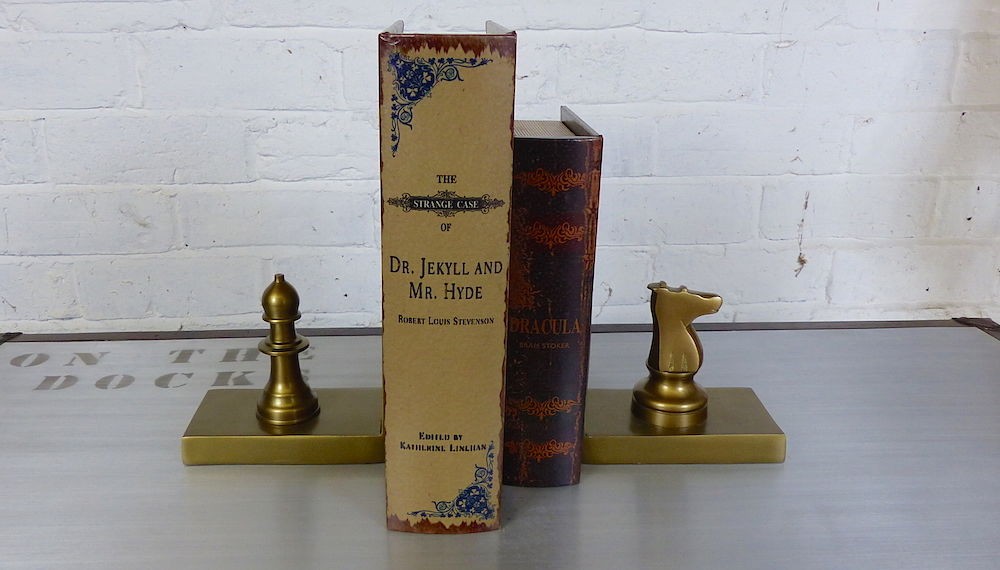 THE
STRANGE CASE
OF
DR. JEKYLL AND
MR. HYDE
ROBERT LOUIS STEVENSON
EDITED BY
KATHERINE LINEHAN
DRACULA
BRAM STOKER
ON THE
DOCK